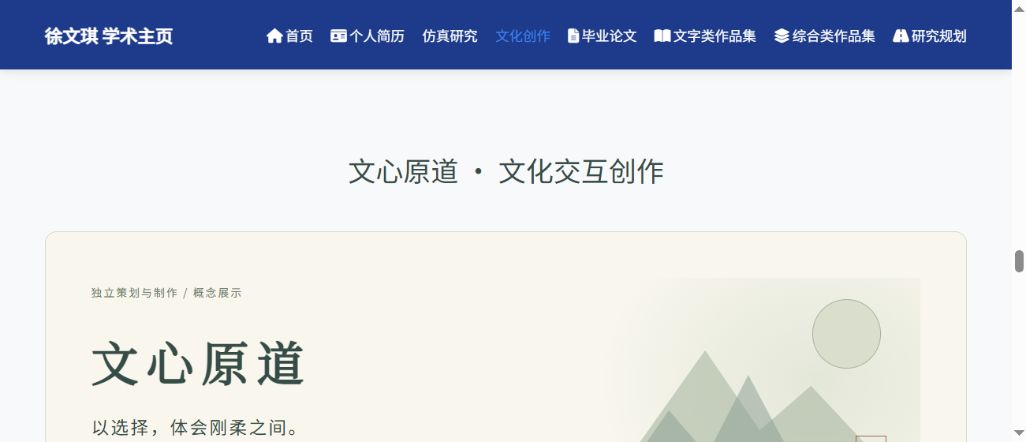 徐文琪 学术主页
首页 个人简历 仿真研究 文化创作 毕业论文 文字类作品集 综合类作品集 研究规划
文心原道 · 文化交互创作
独立策划与制作 / 概念展示
文心原道
以选择，体会刚柔之间。